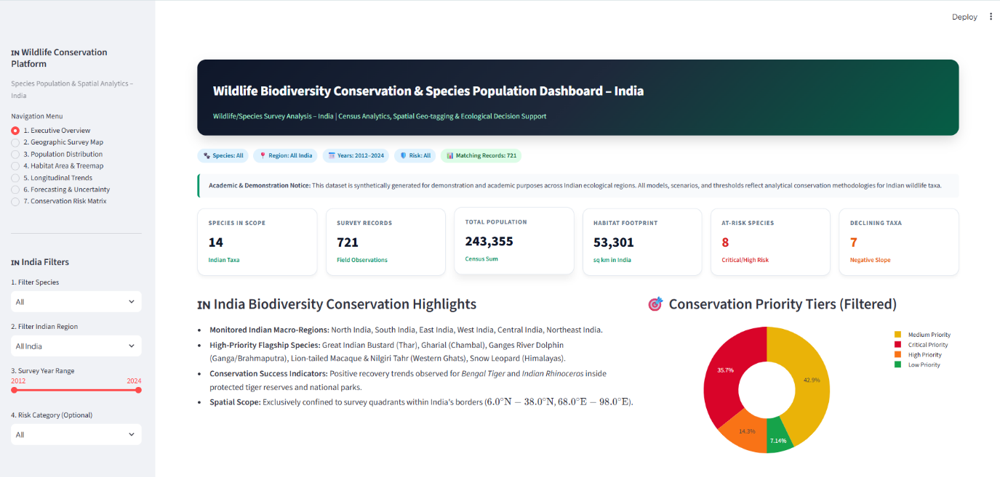 Deploy
IN Wildlife Conservation
Platform
Species Population & Spatial Analytics –
India
Navigation Menu
1. Executive Overview
2. Geographic Survey Map
3. Population Distribution
4. Habitat Area & Treemap
5. Longitudinal Trends
6. Forecasting & Uncertainty
7. Conservation Risk Matrix
IN India Filters
1. Filter Species
All
2. Filter Indian Region
All India
3. Survey Year Range
2012 2024
4. Risk Category (Optional)
All
Wildlife Biodiversity Conservation & Species Population Dashboard – India
Wildlife/Species Survey Analysis – India | Census Analytics, Spatial Geo-tagging & Ecological Decision Support
Species: All Region: All India Years: 2012–2024 Risk: All Matching Records: 721
Academic & Demonstration Notice: This dataset is synthetically generated for demonstration and academic purposes across Indian ecological regions. All models, scenarios, and thresholds reflect analytical conservation methodologies for Indian wildlife taxa.
SPECIES IN SCOPE
14
Indian Taxa
SURVEY RECORDS
721
Field Observations
TOTAL POPULATION
243,355
Census Sum
HABITAT FOOTPRINT
53,301
sq km in India
AT-RISK SPECIES
8
Critical/High Risk
DECLINING TAXA
7
Negative Slope
IN India Biodiversity Conservation Highlights
• Monitored Indian Macro-Regions: North India, South India, East India, West India, Central India, Northeast India.
• High-Priority Flagship Species: Great Indian Bustard (Thar), Gharial (Chambal), Ganges River Dolphin
(Ganga/Brahmaputra), Lion-tailed Macaque & Nilgiri Tahr (Western Ghats), Snow Leopard (Himalayas).
• Conservation Success Indicators: Positive recovery trends observed for Bengal Tiger and Indian Rhinoceros inside
protected tiger reserves and national parks.
• Spatial Scope: Exclusively confined to survey quadrants within India's borders (6.0°N − 38.0°N, 68.0°E − 98.0°E).
Conservation Priority Tiers (Filtered)
42.9%
35.7%
14.3%
7.14%
Medium Priority
Critical Priority
High Priority
Low Priority